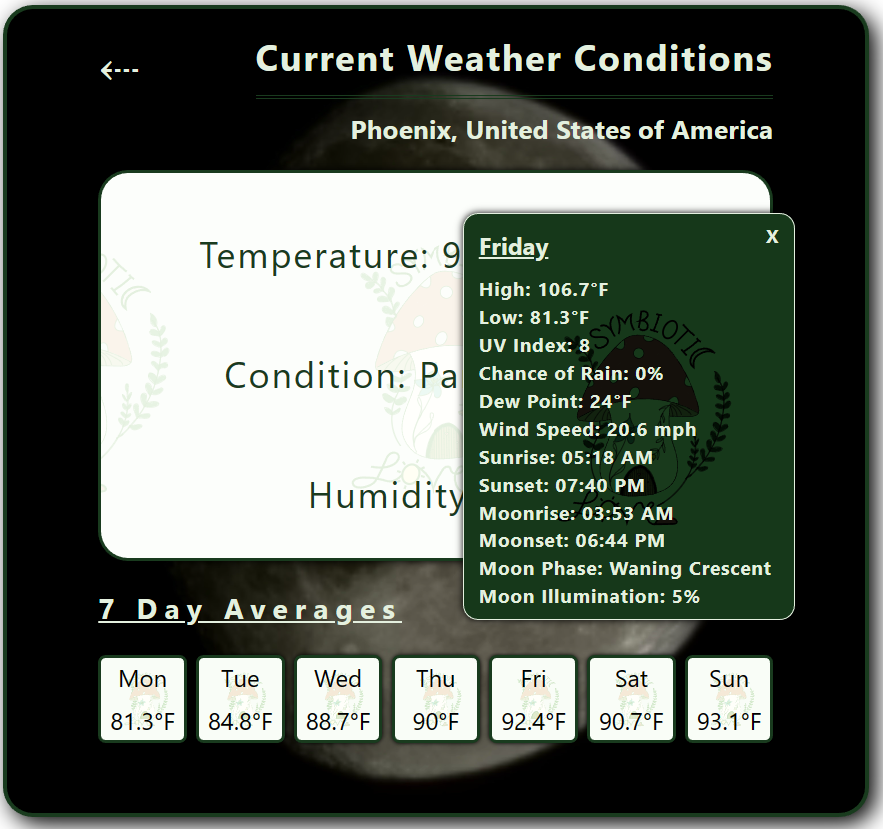 Current Weather Conditions
Phoenix, United States of America
Temperature: 9
Condition: Pa
Humidity
X
Friday
High: 106.7°F
Low: 81.3°F
UV Index: 8
Chance of Rain: 0%
Dew Point: 24°F
Wind Speed: 20.6 mph
Sunrise: 05:18 AM
Sunset: 07:40 PM
Moonrise: 03:53 AM
Moonset: 06:44 PM
Moon Phase: Waning Crescent
Moon Illumination: 5%
SYMBIOTIC
7 Day Averages
Mon Tue Wed Thu Fri Sat Sun
81.3°F 84.8°F 88.7°F 90°F 92.4°F 90.7°F 93.1°F